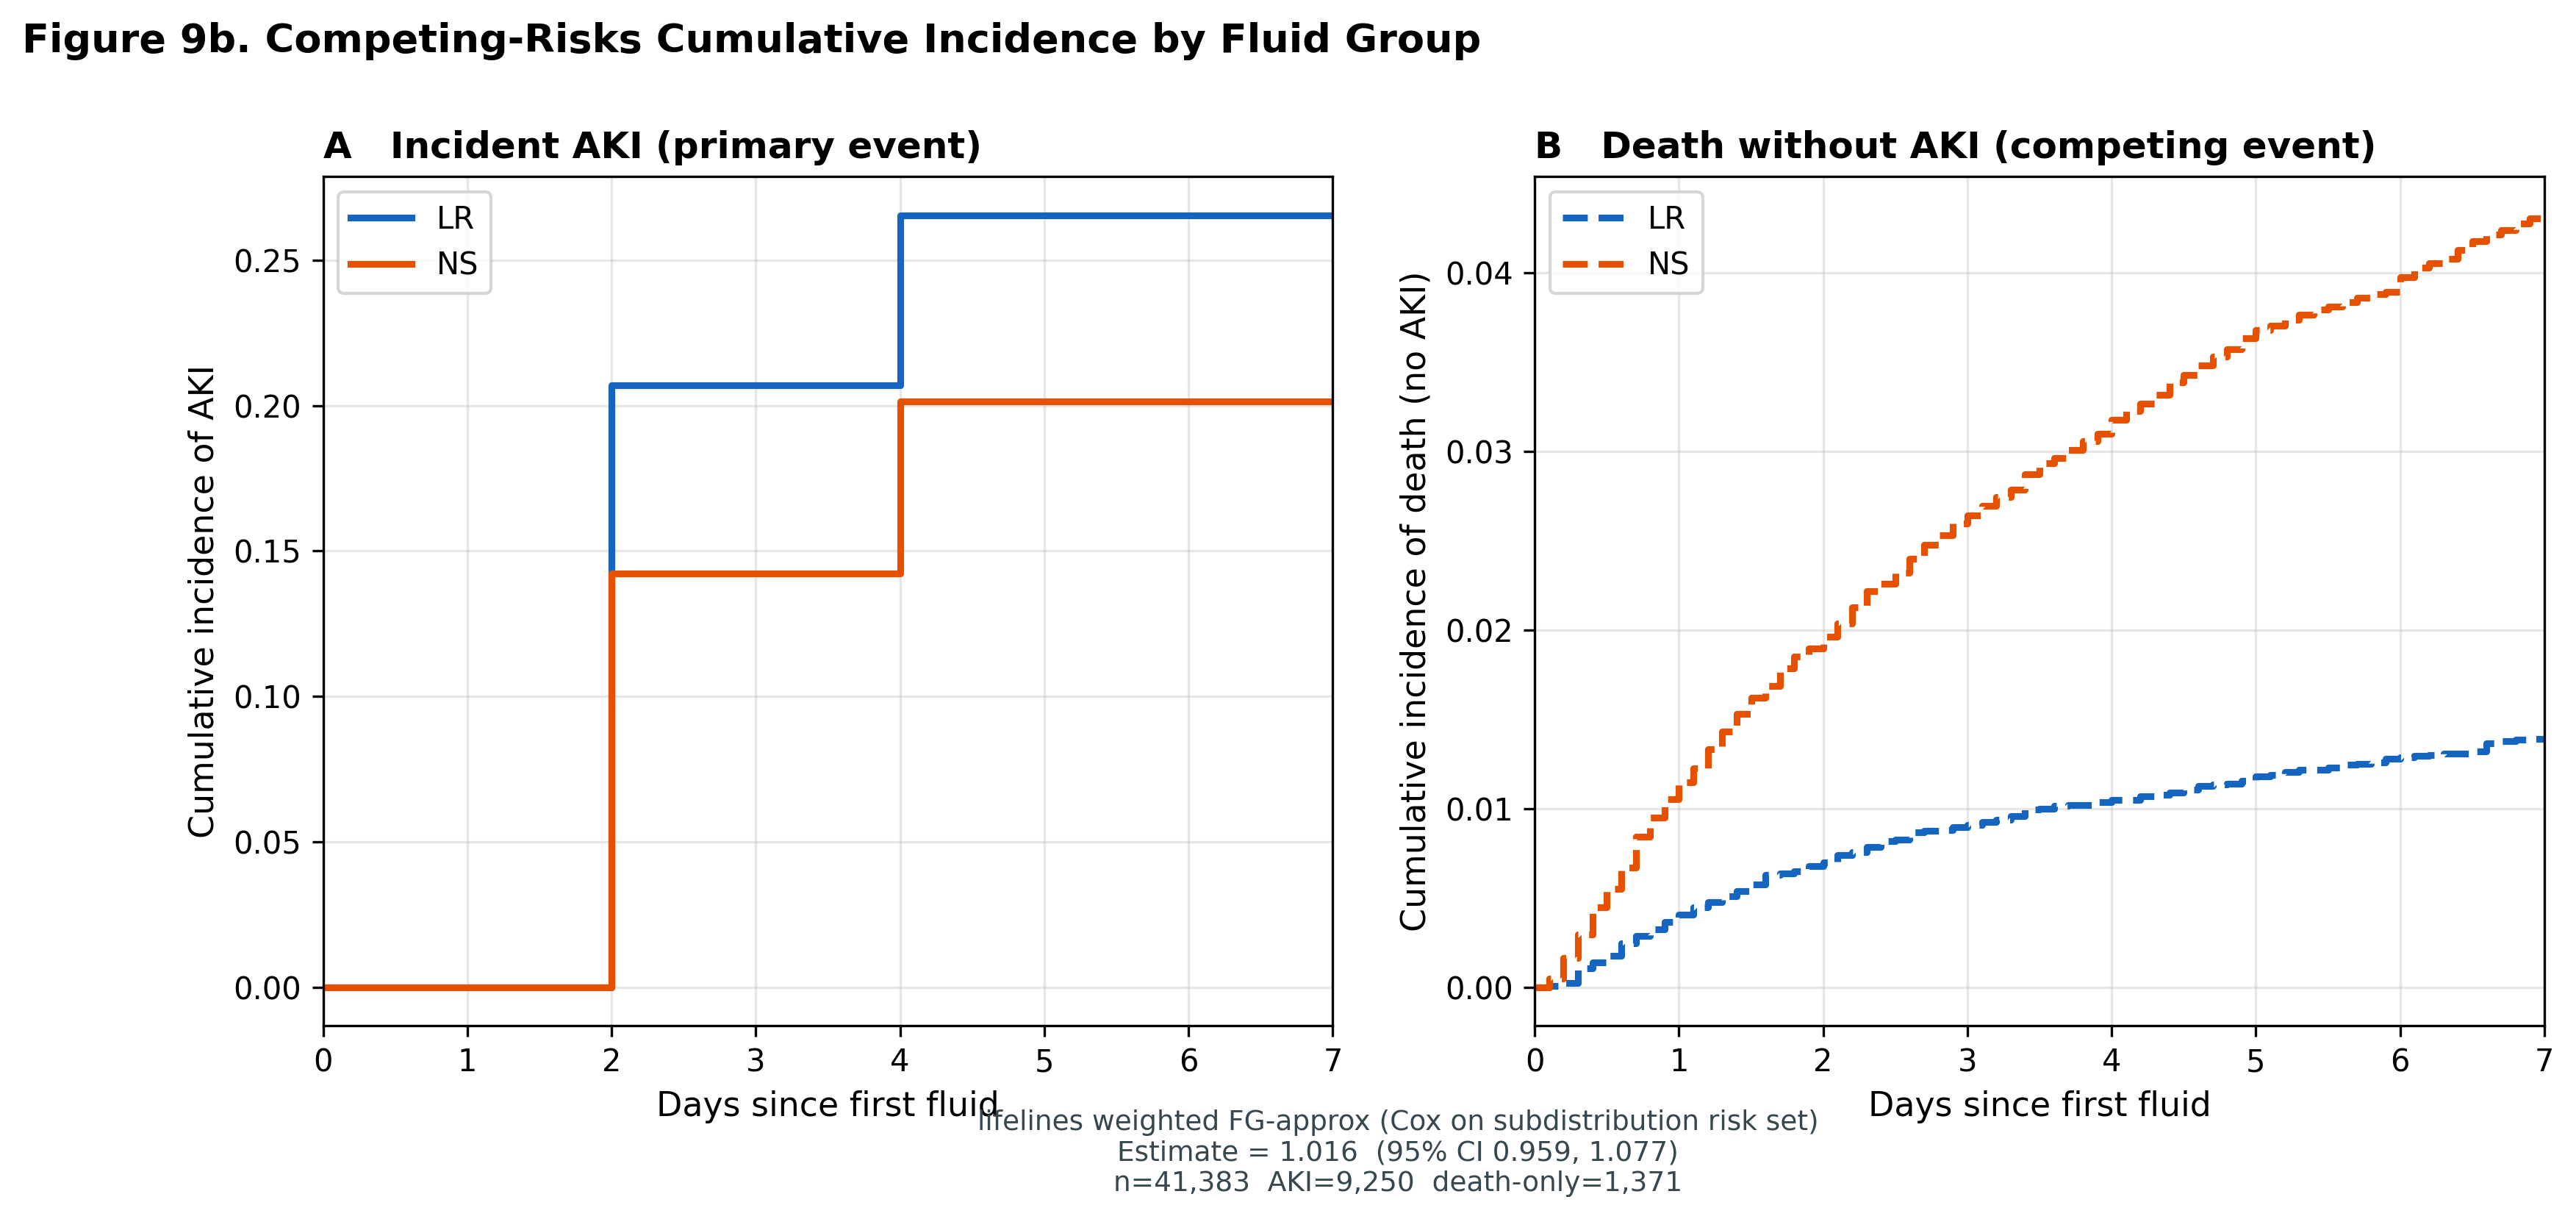 Figure 9b. Competing-Risks Cumulative Incidence by Fluid Group
A Incident AKI (primary event)
LR
NS
Cumulative incidence of AKI
0.25
0.20
0.15
0.10
0.05
0.00
0 1 2 3 4 5 6 7
Days since first fluid
B Death without AKI (competing event)
LR
NS
Cumulative incidence of death (no AKI)
0.04
0.03
0.02
0.01
0.00
0 1 2 3 4 5 6 7
Days since first fluid
lifelines weighted FG-approx (Cox on subdistribution risk set)
Estimate = 1.016 (95% CI 0.959, 1.077)
n=41,383 AKI=9,250 death-only=1,371